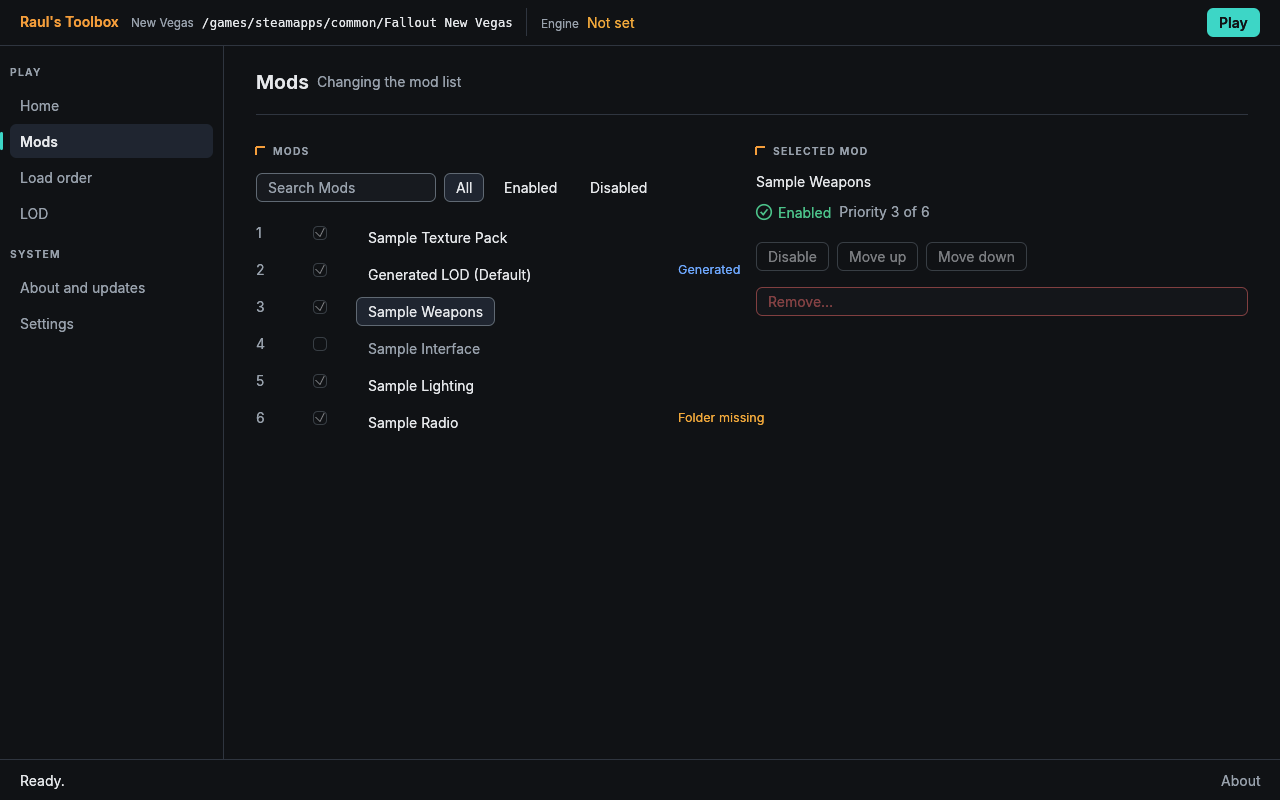 Raul's Toolbox New Vegas /games/steamapps/common/Fallout New Vegas Engine Not set Play
PLAY
Home
Mods
Load order
LOD
SYSTEM
About and updates
Settings
Mods Changing the mod list
MODS
Search Mods All Enabled Disabled
1 Sample Texture Pack
2 Generated LOD (Default) Generated
3 Sample Weapons
4 Sample Interface
5 Sample Lighting
6 Sample Radio Folder missing
SELECTED MOD
Sample Weapons
Enabled Priority 3 of 6
Disable Move up Move down
Remove...
Ready. About